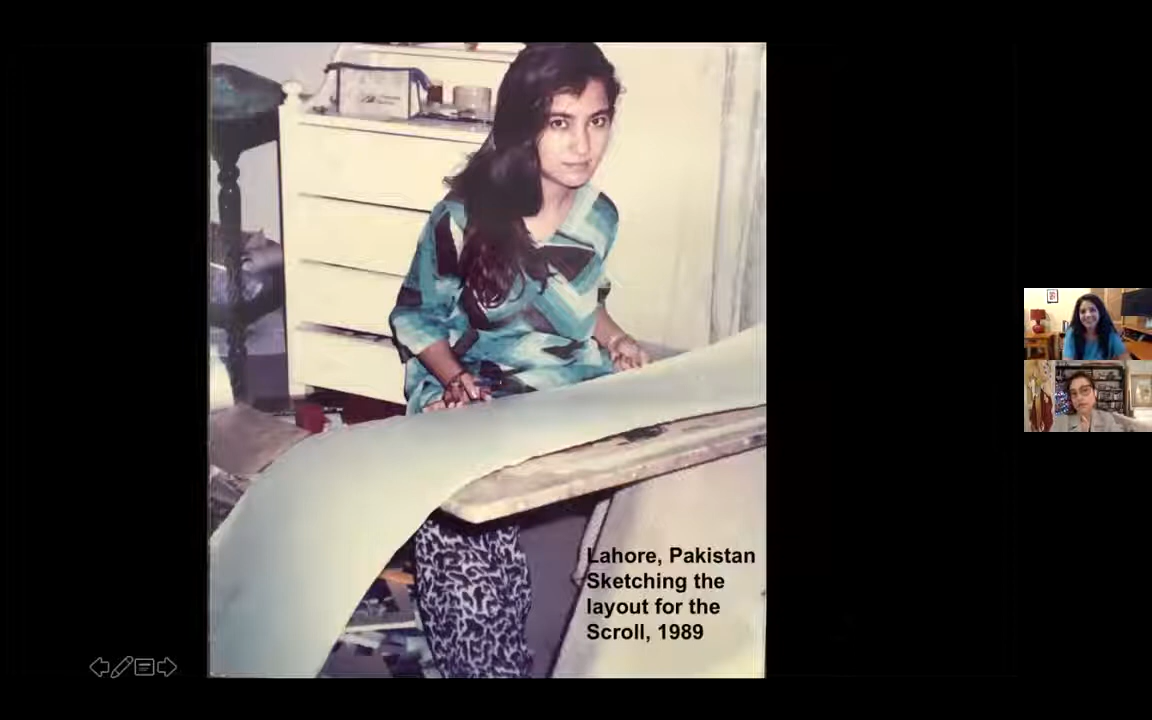 Lahore, Pakistan
Sketching the
layout for the
Scroll, 1989